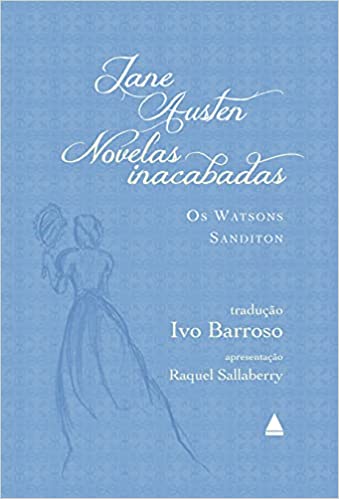 Jane
Austen
Novelas
inacabadas
Os Watsons
Sanditon
tradução
Ivo Barroso
apresentação
Raquel Sallaberry